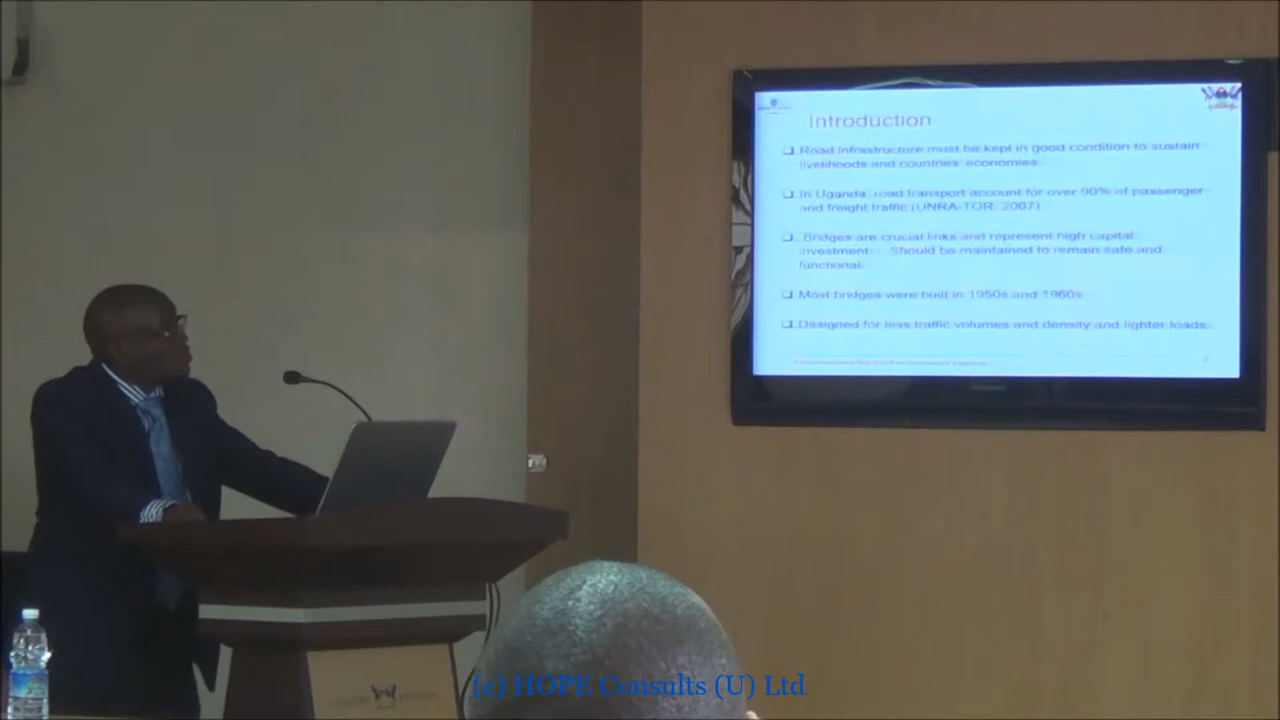 Introduction
Road infrastructure must be kept in good condition to sustain
livelihoods and countries' economies
In Uganda, road transport account for over 90% of passenger
and freight traffic (UNRA-TOR, 2007)
Bridges are crucial links and represent high capital
investment. Should be maintained to remain safe and
functional.
Most bridges were built in 1950s and 1960s
Designed for less traffic volumes and density and lighter loads.
(c) HOPE Consults (U) Ltd